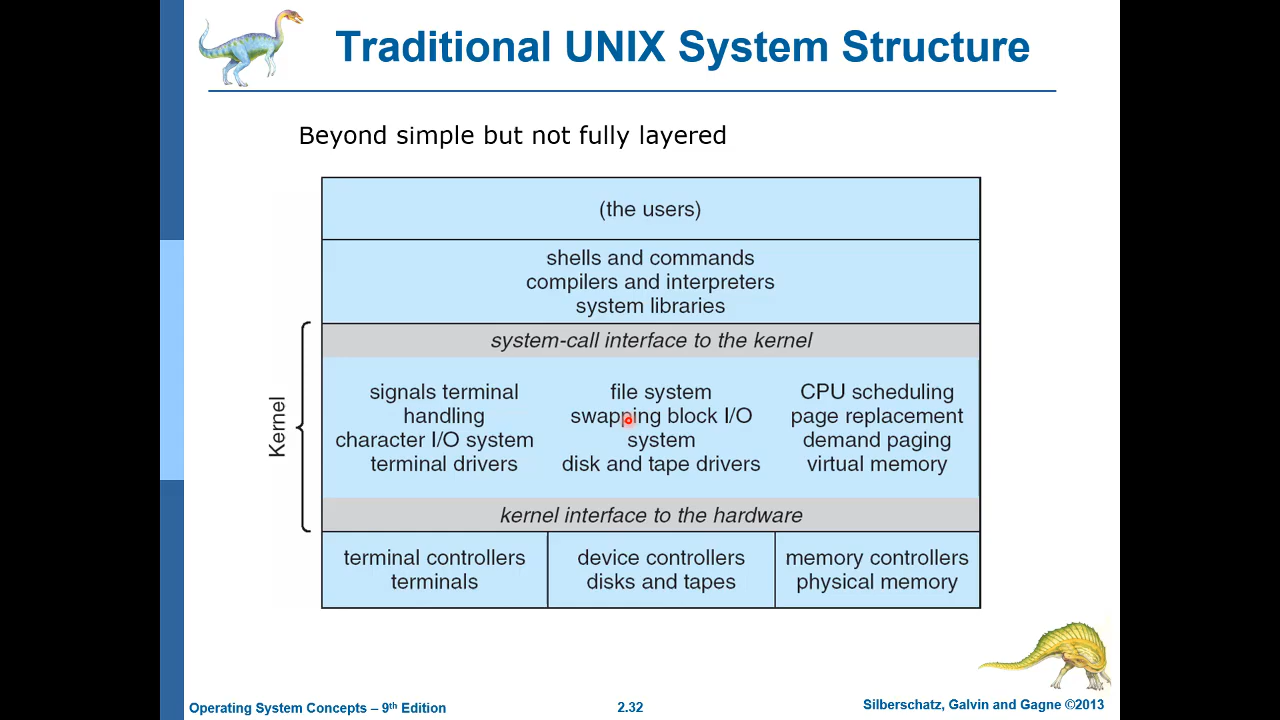 Traditional UNIX System Structure
Beyond simple but not fully layered
(the users)
shells and commands
compilers and interpreters
system libraries
system-call interface to the kernel
Kernel
signals terminal
handling
character I/O system
terminal drivers
file system
swapping block I/O
system
disk and tape drivers
CPU scheduling
page replacement
demand paging
virtual memory
kernel interface to the hardware
terminal controllers
terminals
device controllers
disks and tapes
memory controllers
physical memory
Operating System Concepts – 9th Edition
2.32
Silberschatz, Galvin and Gagne ©2013